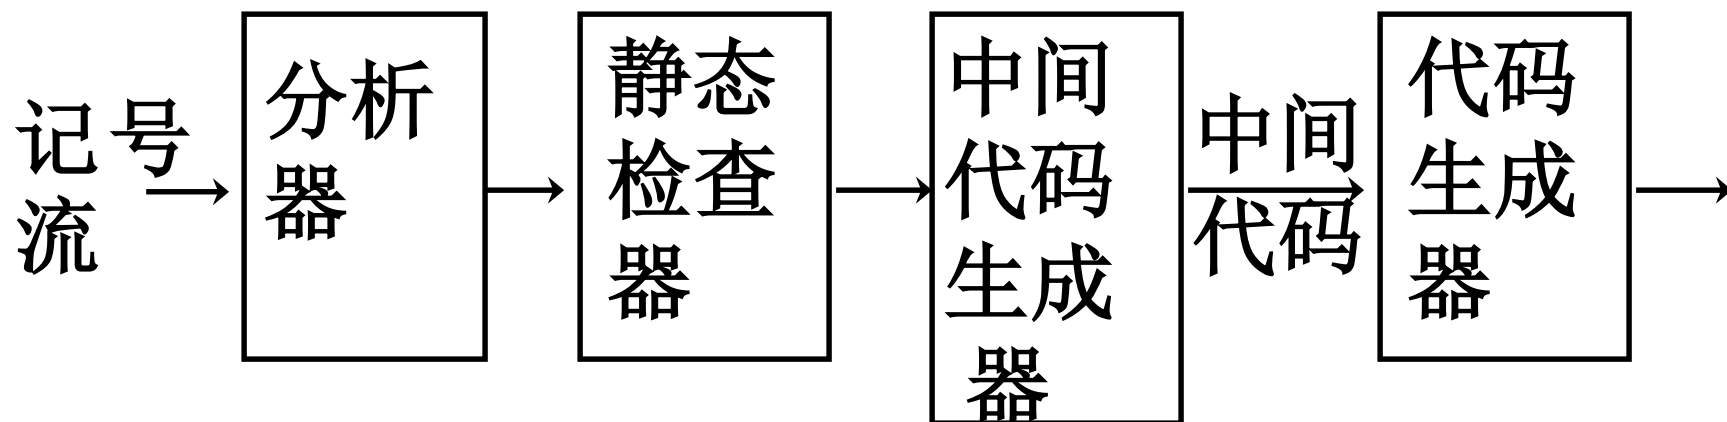 记号
流
分析
器
静态
检查
器
中间
代码
生成
器
中间
代码
代码
生成
器